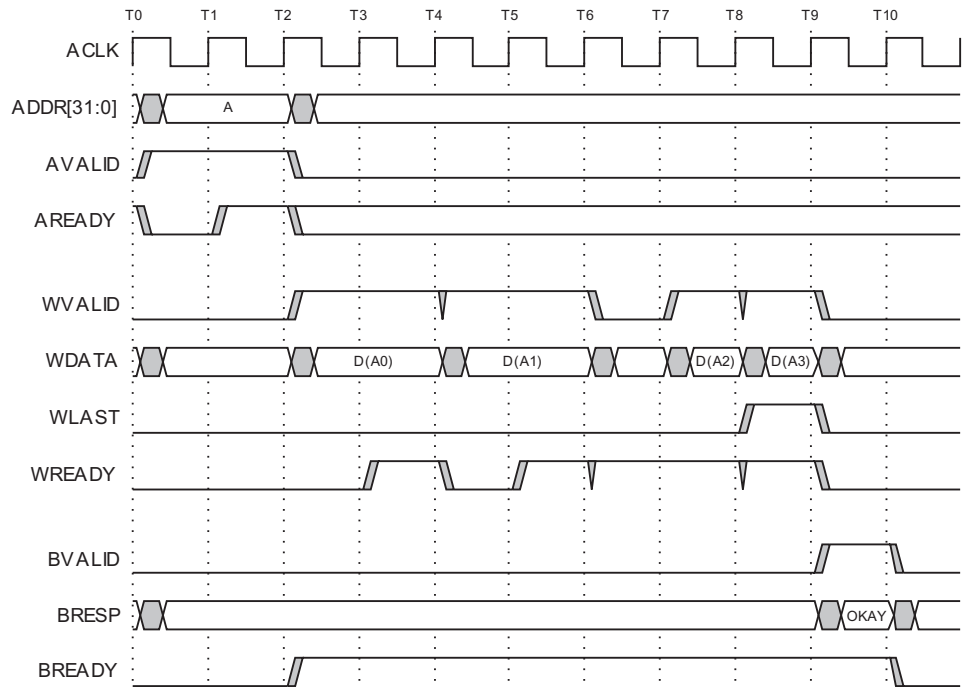 T0 T1 T2 T3 T4 T5 T6 T7 T8 T9 T10
ACLK
ADDR[31:0] A
AVALID
AREADY
WVALID
WDATA D(A0) D(A1) D(A2) D(A3)
WLAST
WREADY
BVALID
BRESP OKAY
BREADY